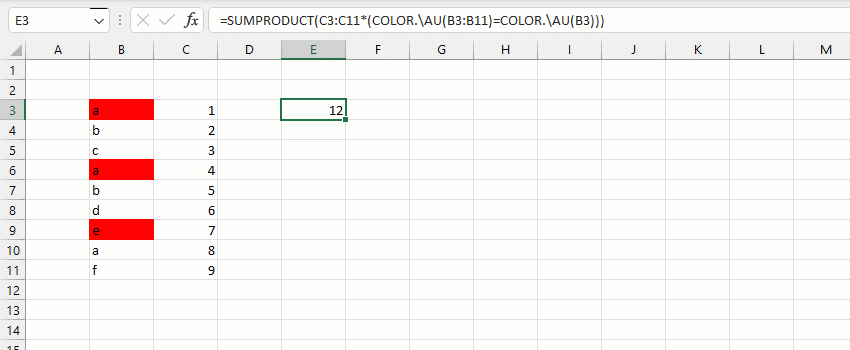 E3 fx =SUMPRODUCT(C3:C11*(COLOR.\AU(B3:B11)=COLOR.\AU(B3)))
A B C D E F G H I J K L M
1
2
3 a 1 12
4 b 2
5 c 3
6 a 4
7 b 5
8 d 6
9 e 7
10 a 8
11 f 9
12
13
14
15